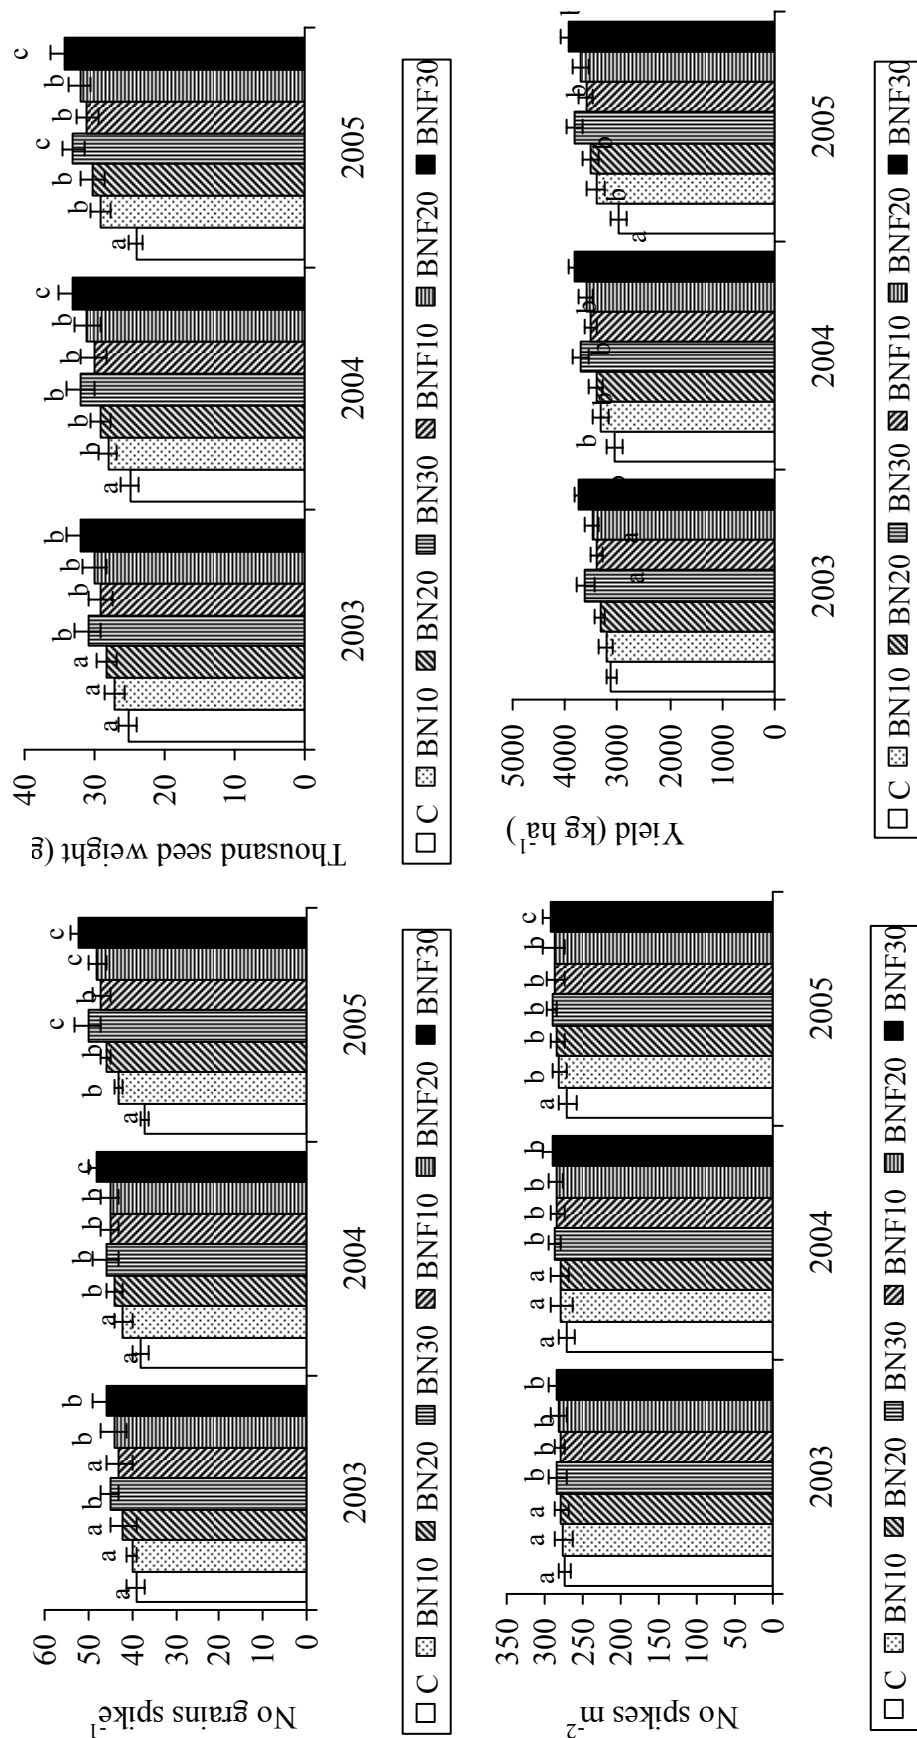 No grains spike-1
60
50
40
30
20
10
0
a a a b a b b
a a b b b b c
a b b c b c c
2003 2004 2005
C BN10 BN20 BN30 BNF10 BNF20 BNF30
Thousand seed weight (g
40
30
20
10
0
a a a b b b b
a b b b b b c
a b b c b b c
2003 2004 2005
C BN10 BN20 BN30 BNF10 BNF20 BNF30
No spikes m-2
350
300
250
200
150
100
50
0
a a a b b b b
a a a b b b b
a b b b b b c
2003 2004 2005
C BN10 BN20 BN30 BNF10 BNF20 BNF30
Yield (kg ha-1)
5000
4000
3000
2000
1000
0
a a
b b b b
a b b b
2003 2004 2005
C BN10 BN20 BN30 BNF10 BNF20 BNF30